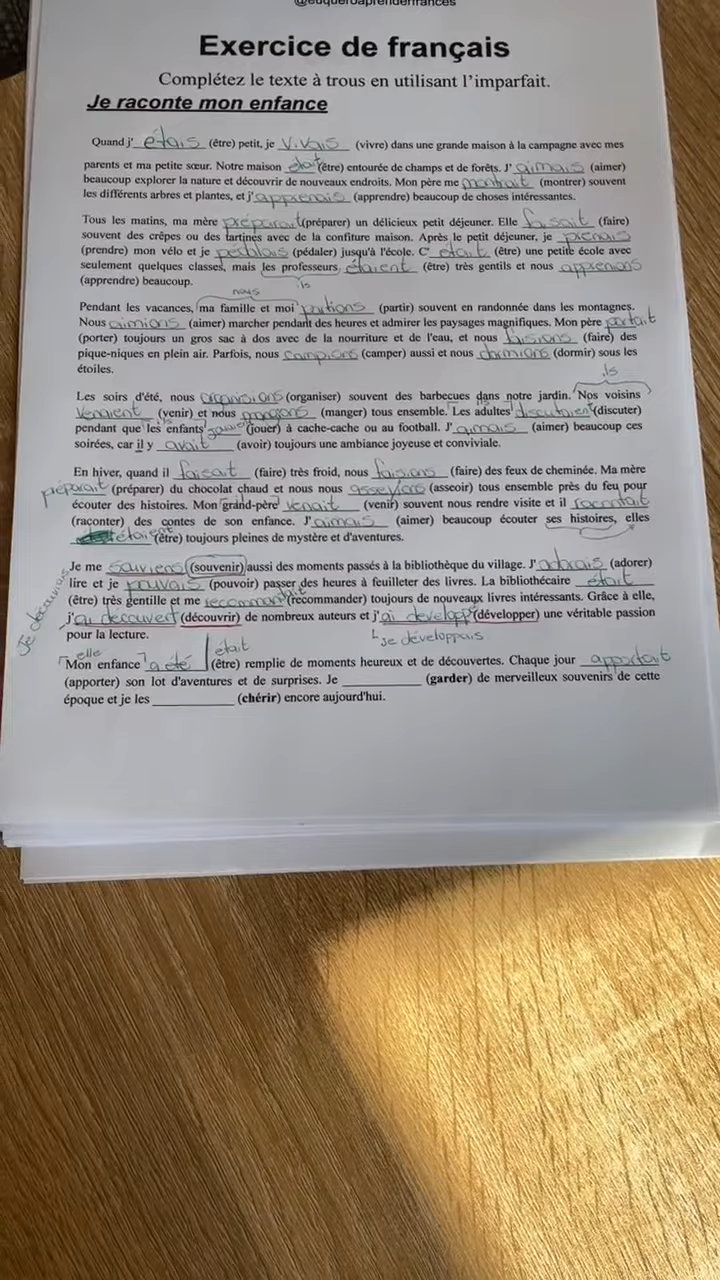 @euqueroaprenderfrances
Exercice de français
Complétez le texte à trous en utilisant l'imparfait.
Je raconte mon enfance
Quand j' étais (être) petit, je vivais (vivre) dans une grande maison à la campagne avec mes
parents et ma petite sœur. Notre maison était (être) entourée de champs et de forêts. J' aimais (aimer)
beaucoup explorer la nature et découvrir de nouveaux endroits. Mon père me montrait (montrer) souvent
les différents arbres et plantes, et j' apprenais (apprendre) beaucoup de choses intéressantes.
Tous les matins, ma mère préparait (préparer) un délicieux petit déjeuner. Elle faisait (faire)
souvent des crêpes ou des tartines avec de la confiture maison. Après le petit déjeuner, je prenais
(prendre) mon vélo et je (pédaler) jusqu'à l'école. C' était (être) une petite école avec
seulement quelques classes, mais les professeurs étaient (être) très gentils et nous apprenions
(apprendre) beaucoup. ils
nous
Pendant les vacances, ma famille et moi partions (partir) souvent en randonnée dans les montagnes.
Nous aimions (aimer) marcher pendant des heures et admirer les paysages magnifiques. Mon père portait
(porter) toujours un gros sac à dos avec de la nourriture et de l'eau, et nous faisions (faire) des
pique-niques en plein air. Parfois, nous campions (camper) aussi et nous dormions (dormir) sous les
étoiles.
ils
Les soirs d'été, nous (organiser) souvent des barbecues dans notre jardin. Nos voisins
venaient (venir) et nous (manger) tous ensemble. Les adultes discutaient (discuter)
pendant que les enfants (jouer) à cache-cache ou au football. J' aimais (aimer) beaucoup ces
soirées, car il y avait (avoir) toujours une ambiance joyeuse et conviviale.
En hiver, quand il faisait (faire) très froid, nous faisions (faire) des feux de cheminée. Ma mère
préparait (préparer) du chocolat chaud et nous nous (asseoir) tous ensemble près du feu pour
écouter des histoires. Mon grand-père venait (venir) souvent nous rendre visite et il racontait
(raconter) des contes de son enfance. J' aimais (aimer) beaucoup écouter ses histoires, elles
étaient (être) toujours pleines de mystère et d'aventures.
Je me souviens (souvenir) aussi des moments passés à la bibliothèque du village. J' adorais (adorer)
lire et je pouvais (pouvoir) passer des heures à feuilleter des livres. La bibliothécaire était
(être) très gentille et me recommandait (recommander) toujours de nouveaux livres intéressants. Grâce à elle,
j' ai découvert (découvrir) de nombreux auteurs et j' ai developp (développer) une véritable passion
pour la lecture. je développais
Je découvrais
elle était
Mon enfance a été (être) remplie de moments heureux et de découvertes. Chaque jour apportait
(apporter) son lot d'aventures et de surprises. Je ________ (garder) de merveilleux souvenirs de cette
époque et je les ________ (chérir) encore aujourd'hui.